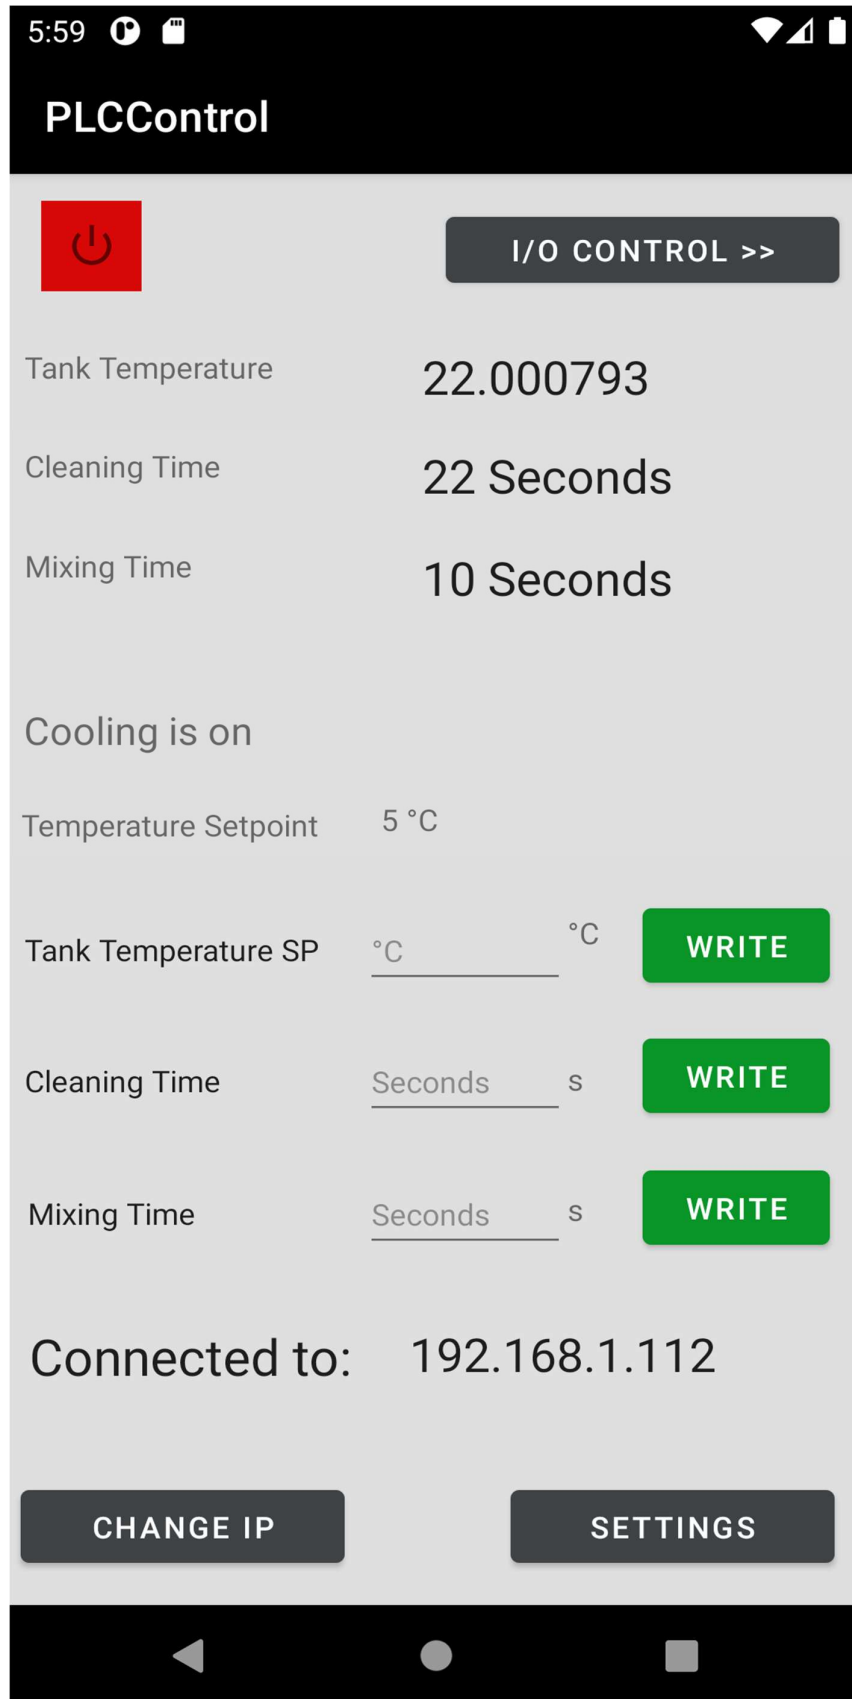 5:59
PLCControl
I/O CONTROL >>
Tank Temperature 22.000793
Cleaning Time 22 Seconds
Mixing Time 10 Seconds
Cooling is on
Temperature Setpoint 5 °C
Tank Temperature SP °C °C WRITE
Cleaning Time Seconds s WRITE
Mixing Time Seconds s WRITE
Connected to: 192.168.1.112
CHANGE IP SETTINGS